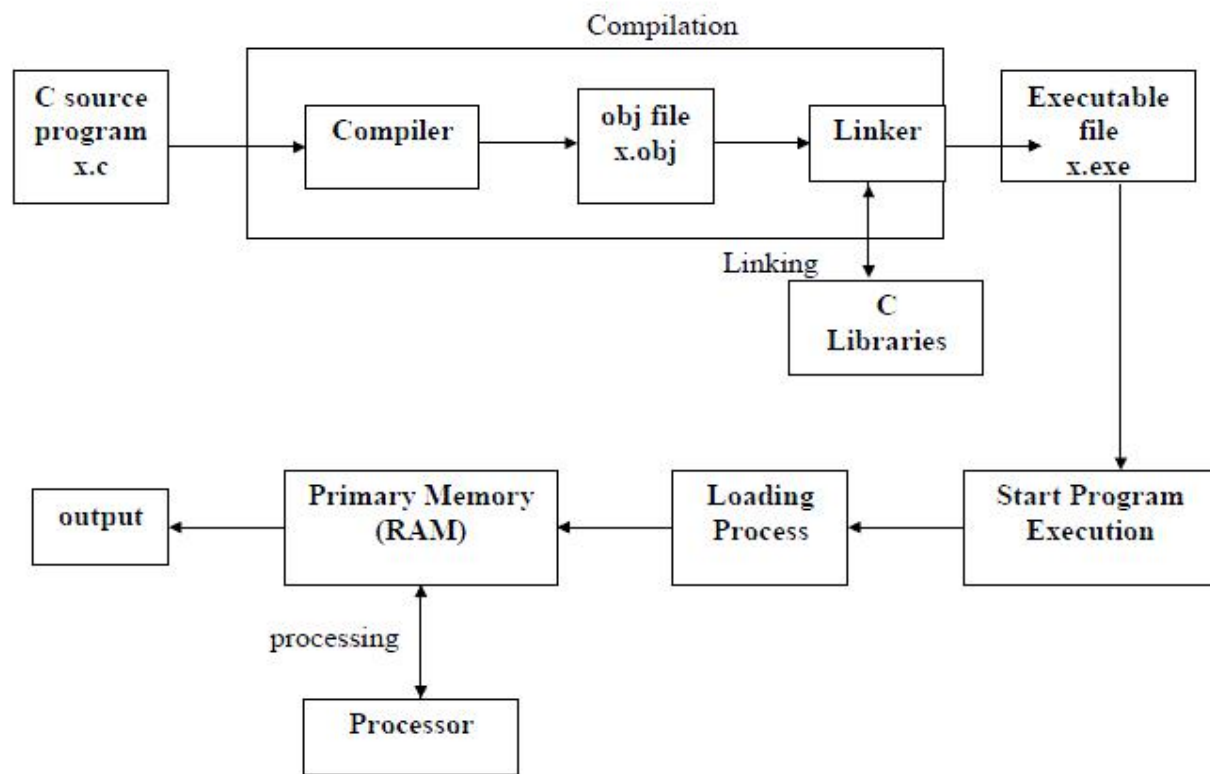 Compilation
C source
program
x.c
Compiler
obj file
x.obj
Linker
Executable
file
x.exe
Linking
C
Libraries
output
Primary Memory
(RAM)
Loading
Process
Start Program
Execution
processing
Processor